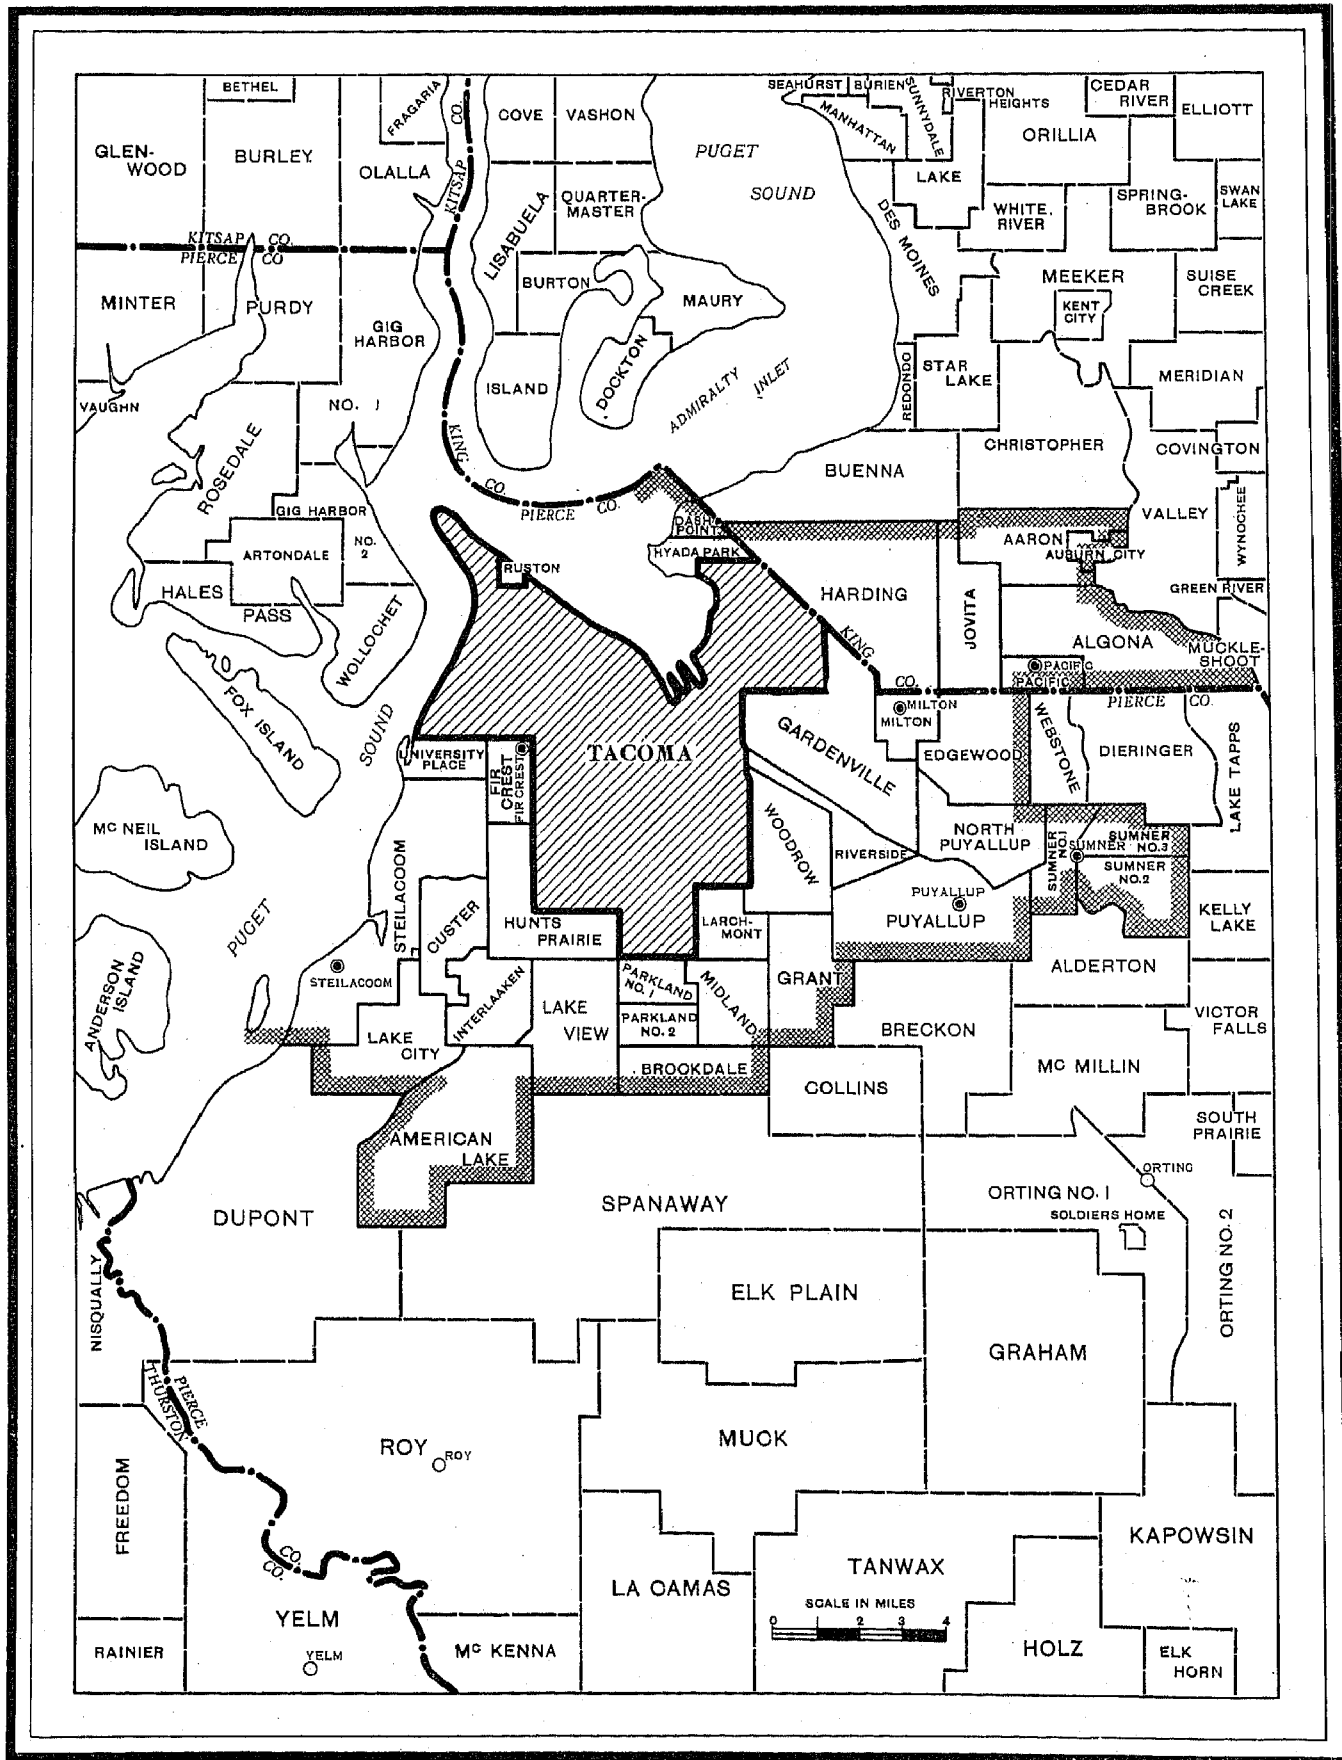 BETHEL
FRAGARIA
CO.
COVE
VASHON
SEAHURST
BURIEN
SUNNYDALE
RIVERTON
HEIGHTS
CEDAR
RIVER
ELLIOTT
MANHATTAN
ORILLIA
GLEN-
WOOD
BURLEY
OLALLA
KITSAP
PUGET
SOUND
LAKE
QUARTER-
MASTER
LISABUELA
WHITE
RIVER
SPRING-
BROOK
SWAN
LAKE
DES MOINES
KITSAP CO.
PIERCE CO
MINTER
PURDY
GIG
HARBOR
BURTON
MAURY
MEEKER
KENT
CITY
SUISE
CREEK
ISLAND
DOCKTON
ADMIRALTY
INLET
REDONDO
STAR
LAKE
MERIDIAN
VAUGHN
NO. 1
KING
CO.
ROSEDALE
BUENNA
CHRISTOPHER
COVINGTON
PIERCE CO.
GIG HARBOR
NO.
2
DASH
POINT
HYADA PARK
VALLEY
WYNOCHEE
AARON
AUBURN CITY
ARTONDALE
RUSTON
HALES
PASS
WOLLOCHET
HARDING
JOVITA
GREEN RIVER
ALGONA
MUCKLE-
SHOOT
KING
CO.
PACIFIC
PACIFIC
PIERCE CO.
FOX ISLAND
SOUND
MILTON
MILTON
TACOMA
GARDENVILLE
EDGEWOOD
WEBSTONE
DIERINGER
LAKE TAPPS
UNIVERSITY
PLACE
FIR
CREST
FIR CREST
MC NEIL
ISLAND
WOODROW
RIVERSIDE
NORTH
PUYALLUP
SUMNER
NO. 1
SUMNER
SUMNER
NO. 3
SUMNER
NO. 2
STEILACOOM
CUSTER
PUYALLUP
PUYALLUP
PUGET
HUNTS
PRAIRIE
LARCH-
MONT
KELLY
LAKE
ANDERSON
ISLAND
STEILACOOM
INTERLAAKEN
PARKLAND
NO. 1
MIDLAND
GRANT
ALDERTON
LAKE
VIEW
PARKLAND
NO. 2
BRECKON
VICTOR
FALLS
LAKE
CITY
BROOKDALE
COLLINS
MC MILLIN
AMERICAN
LAKE
SOUTH
PRAIRIE
ORTING
DUPONT
SPANAWAY
ORTING NO. 1
SOLDIERS HOME
ORTING NO. 2
NISQUALLY
ELK PLAIN
GRAHAM
PIERCE
THURSTON
ROY
ROY
MUCK
FREEDOM
CO.
CO.
KAPOWSIN
TANWAX
LA CAMAS
SCALE IN MILES
0 1 2 3 4
YELM
YELM
RAINIER
MC KENNA
HOLZ
ELK
HORN